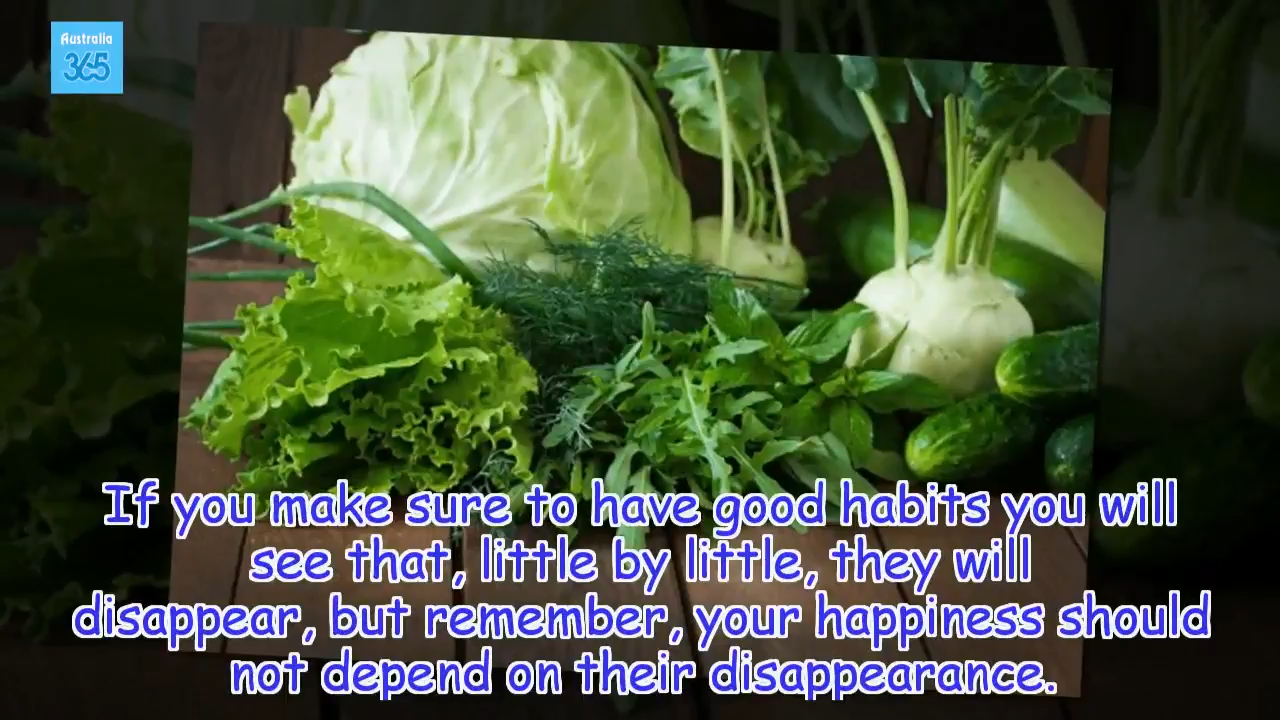 Australia
365
If you make sure to have good habits you will
see that, little by little, they will
disappear, but remember, your happiness should
not depend on their disappearance.